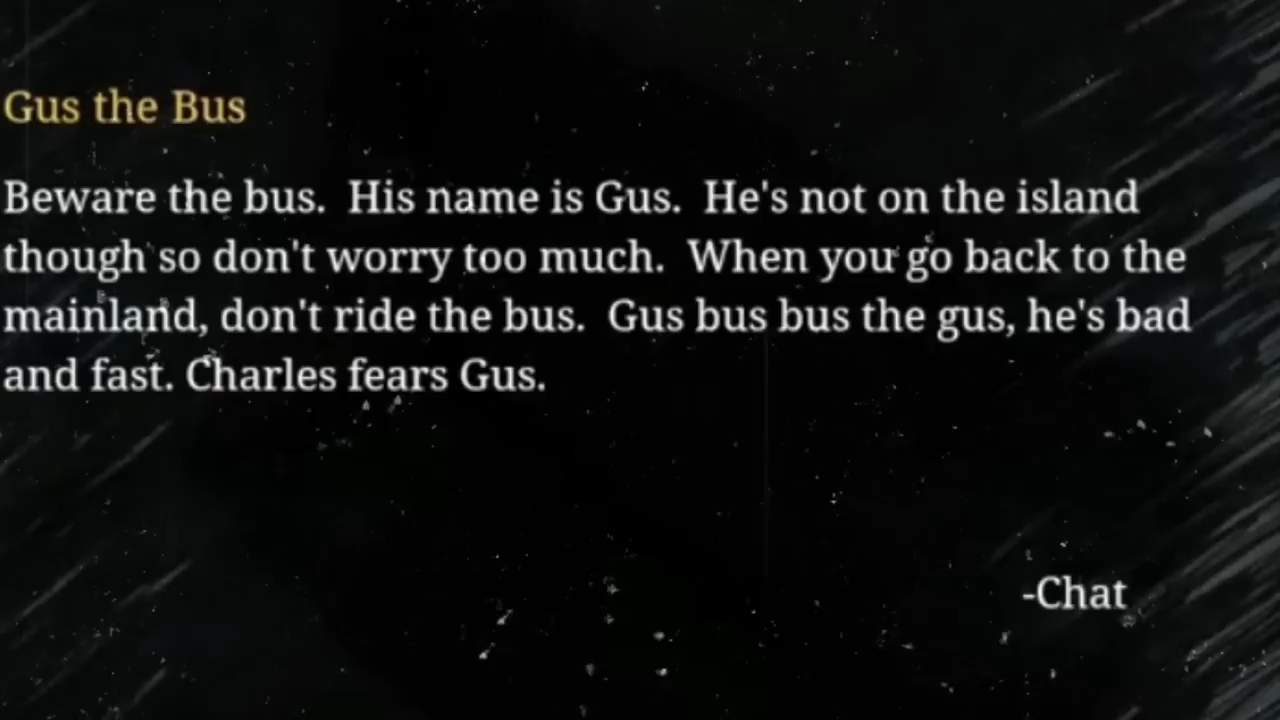 Gus the Bus
Beware the bus.  His name is Gus.  He's not on the island
though so don't worry too much.  When you go back to the
mainland, don't ride the bus.  Gus bus bus the gus, he's bad
and fast. Charles fears Gus.
-Chat